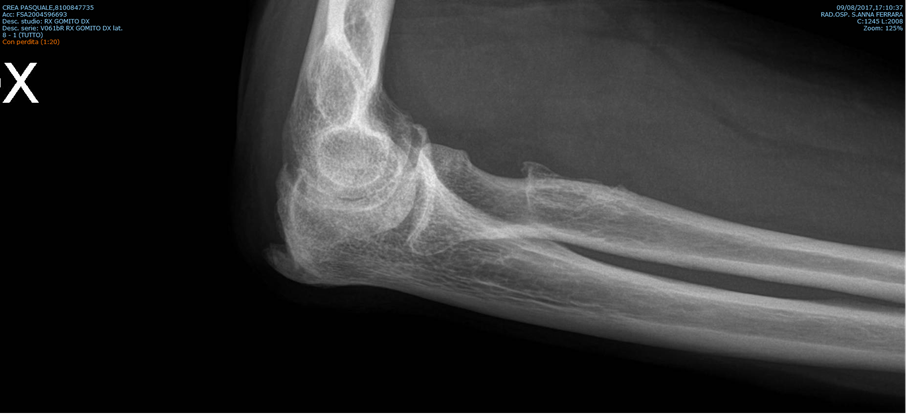 CREA PASQUALE,8100847735
Acc: FSA2004596693
Desc. studio: RX GOMITO DX
Desc. serie: V061bR RX GOMITO DX lat.
8 - 1 (TUTTO)
Con perdita (1:20)
09/08/2017,17:10:37
RAD.OSP. S.ANNA FERRARA
C:1245 L:2008
Zoom: 125%
X